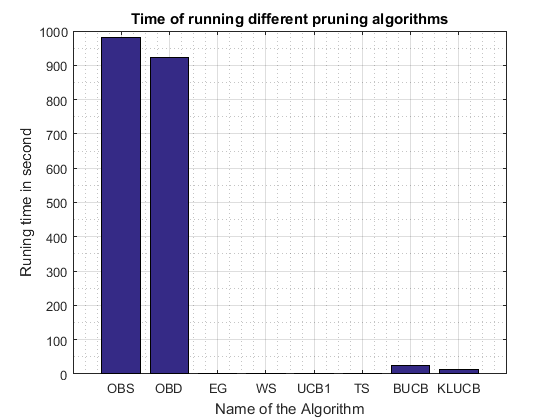 Time of running different pruning algorithms
1000
900
800
700
600
500
400
300
200
100
0
Runing time in second
OBS OBD EG WS UCB1 TS BUCB KLUCB
Name of the Algorithm